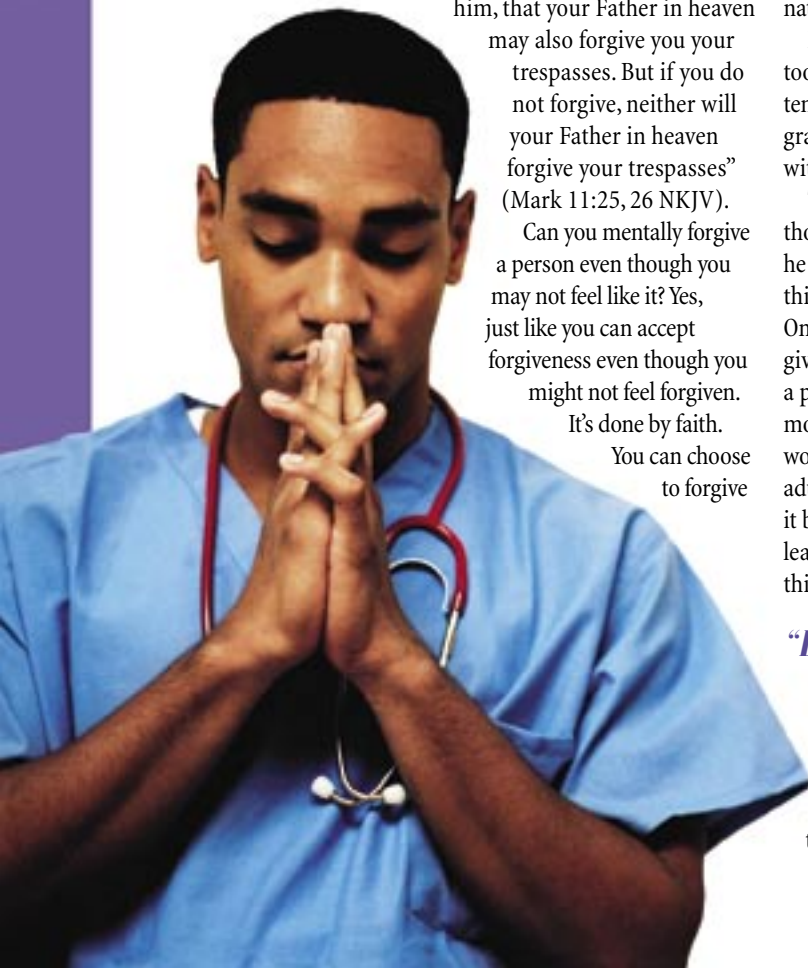 him, that your Father in heaven
may also forgive you your
trespasses. But if you do
not forgive, neither will
your Father in heaven
forgive your trespasses”
(Mark 11:25, 26 NKJV).
Can you mentally forgive
a person even though you
may not feel like it? Yes,
just like you can accept
forgiveness even though you
might not feel forgiven.
It’s done by faith.
You can choose
to forgive